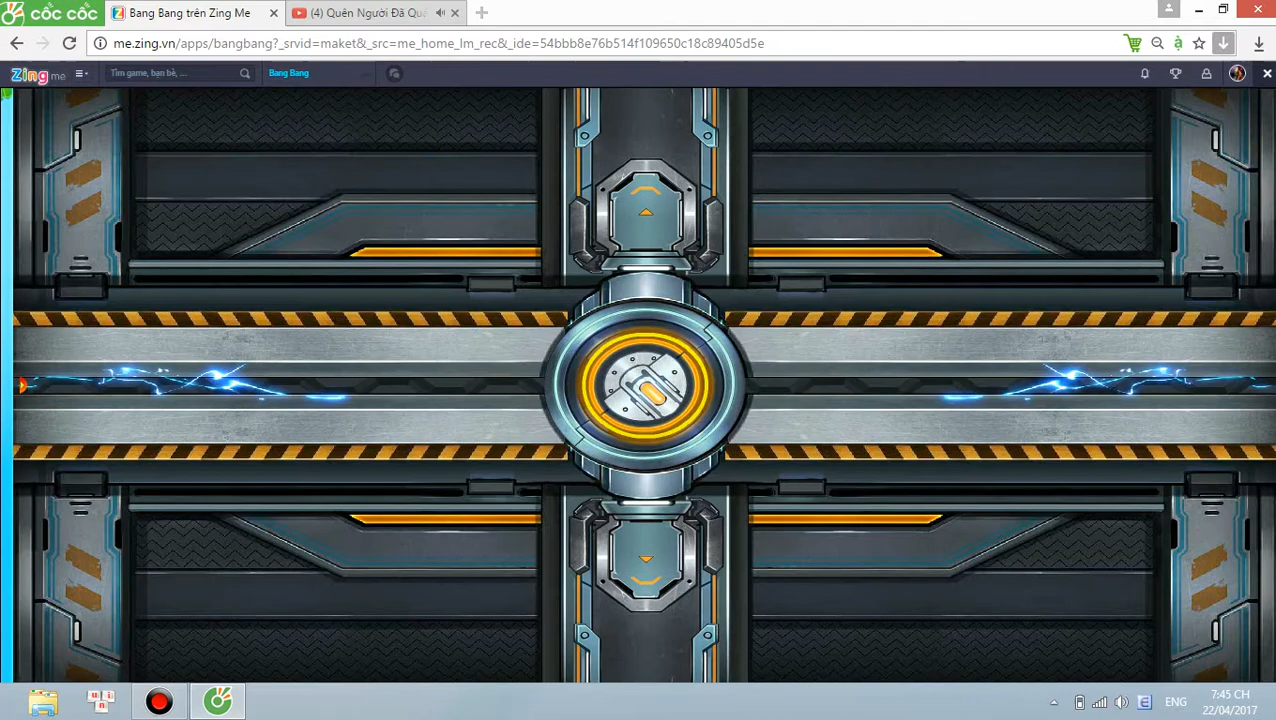 cốc cốc
Bang Bang trên Zing Me
(4) Quên Người Đã Quá
me.zing.vn/apps/bangbang?_srvid=maket&_src=me_home_lm_rec&_ide=54bbb8e76b514f109650c18c89405d5e
Zing me
Tìm game, bạn bè, ...
Bang Bang
u n i n
ENG
7:45 CH
22/04/2017